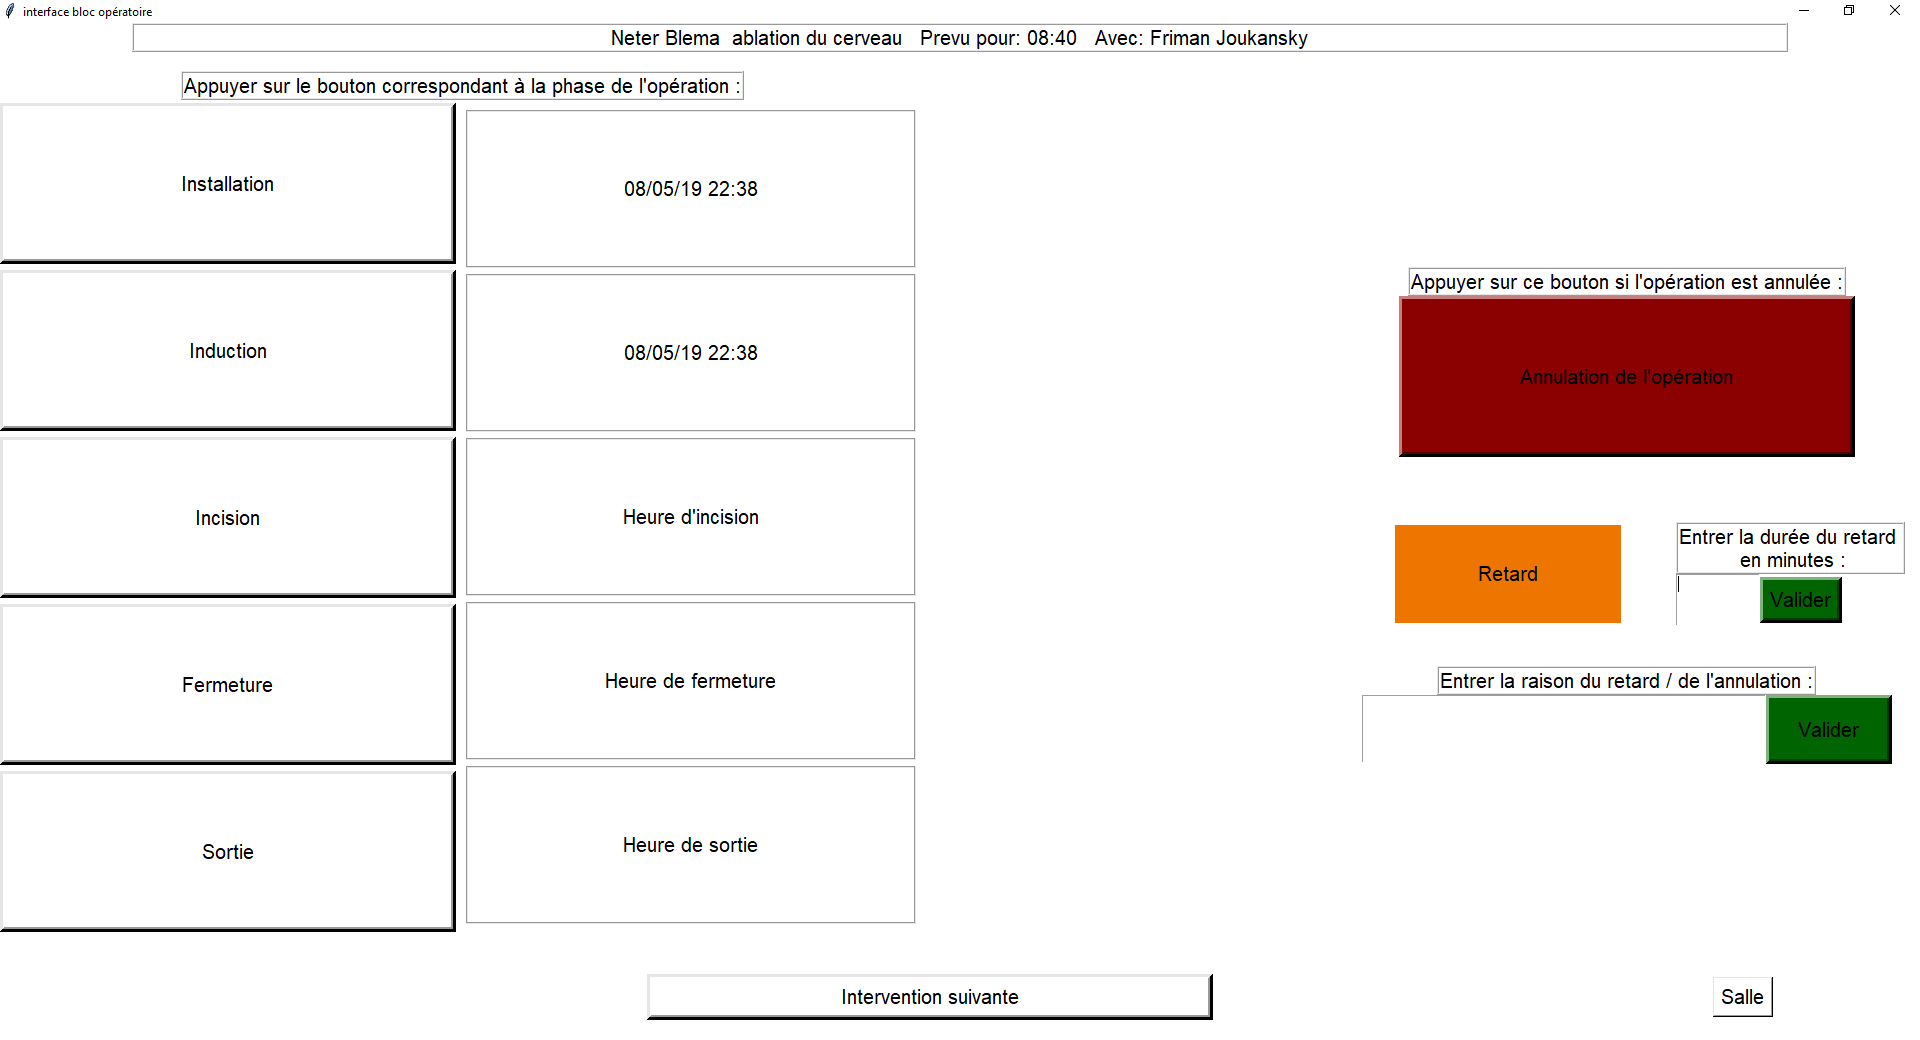 interface bloc opératoire
Neter Blema  ablation du cerveau   Prevu pour: 08:40   Avec: Friman Joukansky
Appuyer sur le bouton correspondant à la phase de l'opération :
Installation
08/05/19 22:38
Induction
08/05/19 22:38
Incision
Heure d'incision
Fermeture
Heure de fermeture
Sortie
Heure de sortie
Appuyer sur ce bouton si l'opération est annulée :
Annulation de l'opération
Retard
Entrer la durée du retard
en minutes :
Valider
Entrer la raison du retard / de l'annulation :
Valider
Intervention suivante
Salle